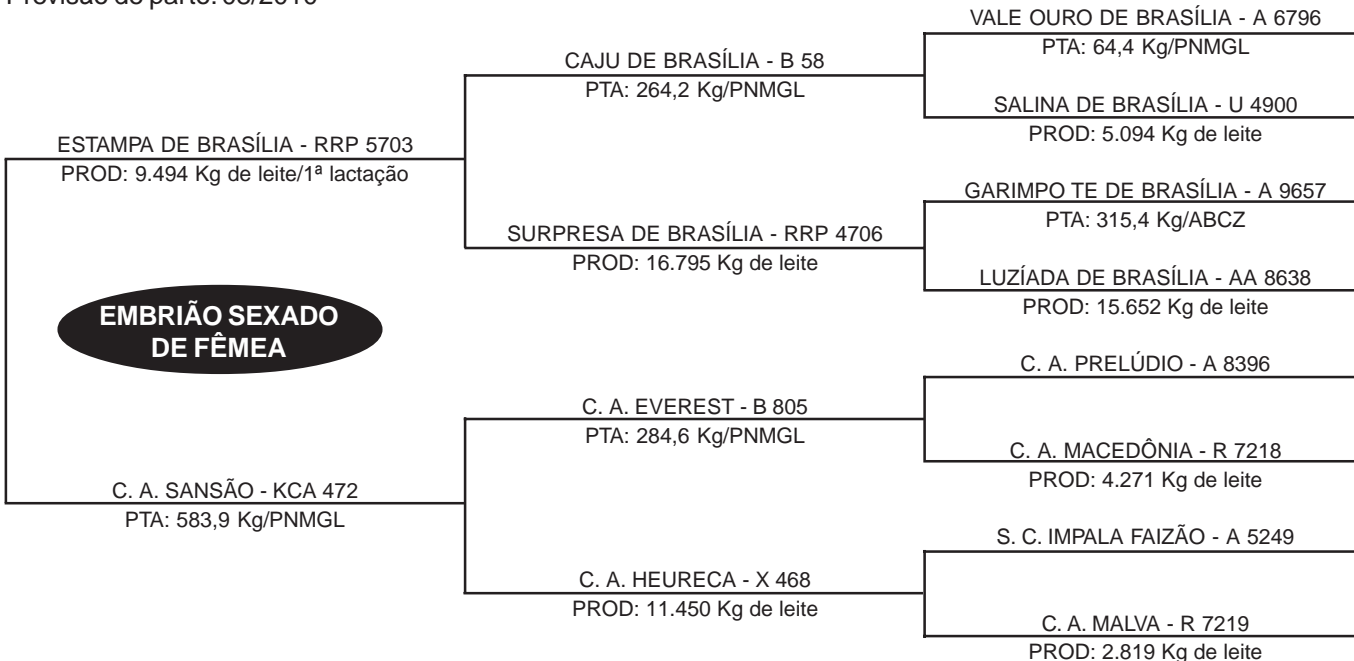 VALE OURO DE BRASÍLIA - A 6796
PTA: 64,4 Kg/PNMGL
CAJU DE BRASÍLIA - B 58
PTA: 264,2 Kg/PNMGL
SALINA DE BRASÍLIA - U 4900
PROD: 5.094 Kg de leite
ESTAMPA DE BRASÍLIA - RRP 5703
PROD: 9.494 Kg de leite/1ª lactação
GARIMPO TE DE BRASÍLIA - A 9657
PTA: 315,4 Kg/ABCZ
SURPRESA DE BRASÍLIA - RRP 4706
PROD: 16.795 Kg de leite
LUZÍADA DE BRASÍLIA - AA 8638
PROD: 15.652 Kg de leite
EMBRIÃO SEXADO
DE FÊMEA
C. A. PRELÚDIO - A 8396
C. A. EVEREST - B 805
PTA: 284,6 Kg/PNMGL
C. A. MACEDÔNIA - R 7218
PROD: 4.271 Kg de leite
C. A. SANSÃO - KCA 472
PTA: 583,9 Kg/PNMGL
S. C. IMPALA FAIZÃO - A 5249
C. A. HEURECA - X 468
PROD: 11.450 Kg de leite
C. A. MALVA - R 7219
PROD: 2.819 Kg de leite